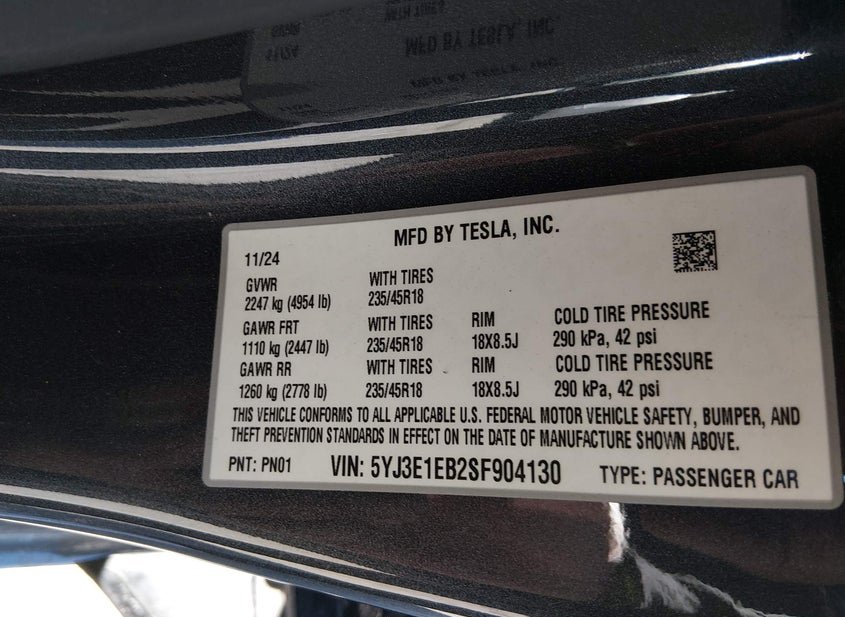 MFD BY TESLA, INC.
11/24
GVWR WITH TIRES
2247 kg (4954 lb) 235/45R18
GAWR FRT WITH TIRES RIM COLD TIRE PRESSURE
1110 kg (2447 lb) 235/45R18 18X8.5J 290 kPa, 42 psi
GAWR RR WITH TIRES RIM COLD TIRE PRESSURE
1260 kg (2778 lb) 235/45R18 18X8.5J 290 kPa, 42 psi
THIS VEHICLE CONFORMS TO ALL APPLICABLE U.S. FEDERAL MOTOR VEHICLE SAFETY, BUMPER, AND
THEFT PREVENTION STANDARDS IN EFFECT ON THE DATE OF MANUFACTURE SHOWN ABOVE.
PNT: PN01 VIN: 5YJ3E1EB2SF904130 TYPE: PASSENGER CAR